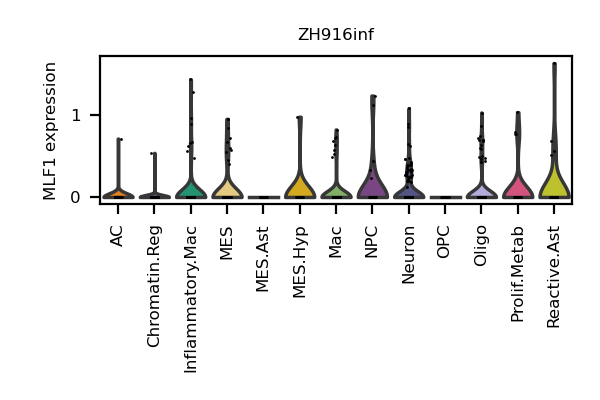 ZH916inf
MLF1 expression
1
0
AC
Chromatin.Reg
Inflammatory.Mac
MES
MES.Ast
MES.Hyp
Mac
NPC
Neuron
OPC
Oligo
Prolif.Metab
Reactive.Ast